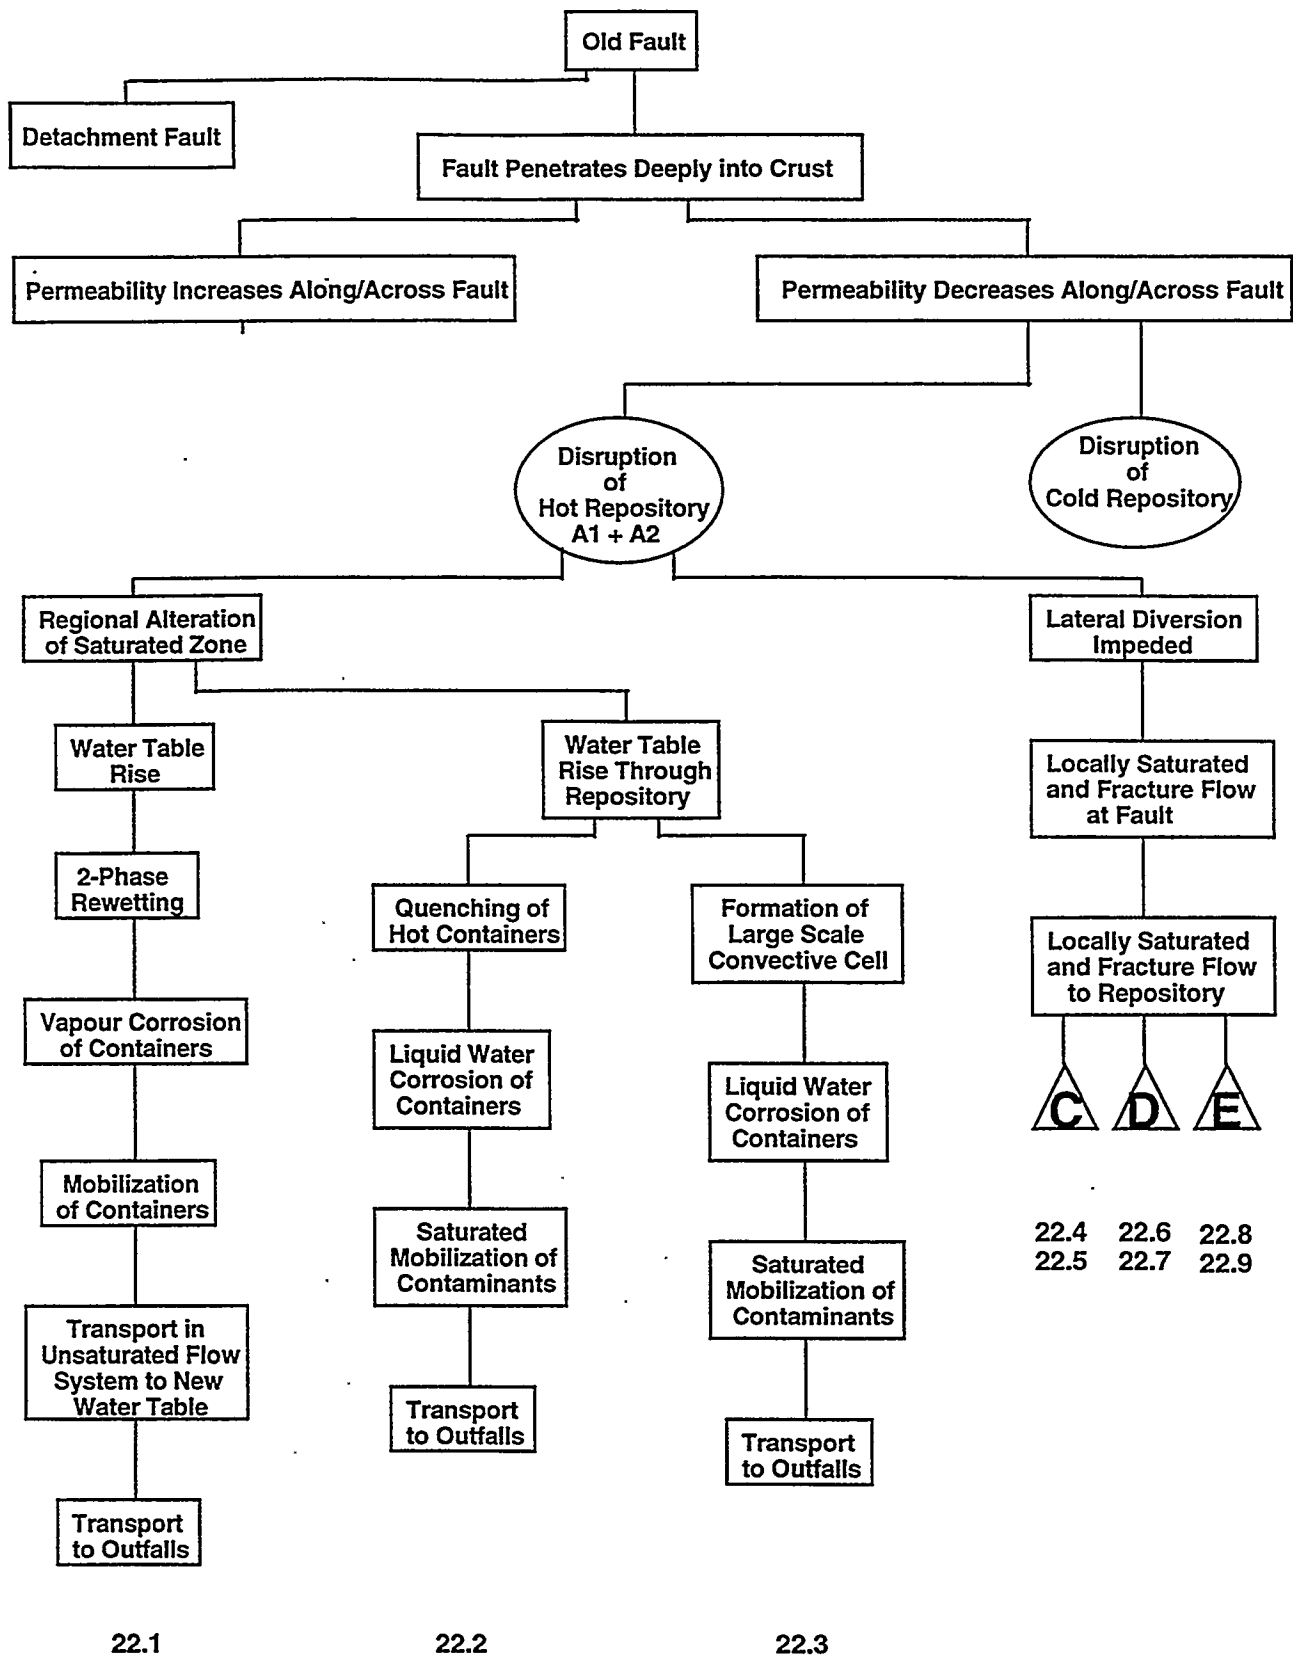 Old Fault
Detachment Fault
Fault Penetrates Deeply into Crust
Permeability Increases Along/Across Fault
Permeability Decreases Along/Across Fault
Disruption
of
Hot Repository
A1 + A2
Disruption
of
Cold Repository
Regional Alteration
of Saturated Zone
Lateral Diversion
Impeded
Water Table
Rise
Water Table
Rise Through
Repository
Locally Saturated
and Fracture Flow
at Fault
2-Phase
Rewetting
Quenching of
Hot Containers
Formation of
Large Scale
Convective Cell
Locally Saturated
and Fracture Flow
to Repository
Vapour Corrosion
of Containers
Liquid Water
Corrosion of
Containers
Liquid Water
Corrosion of
Containers
C D E
Mobilization
of Containers
Saturated
Mobilization of
Contaminants
Saturated
Mobilization of
Contaminants
22.4 22.6 22.8
22.5 22.7 22.9
Transport in
Unsaturated Flow
System to New
Water Table
Transport
to Outfalls
Transport
to Outfalls
Transport
to Outfalls
22.1 22.2 22.3